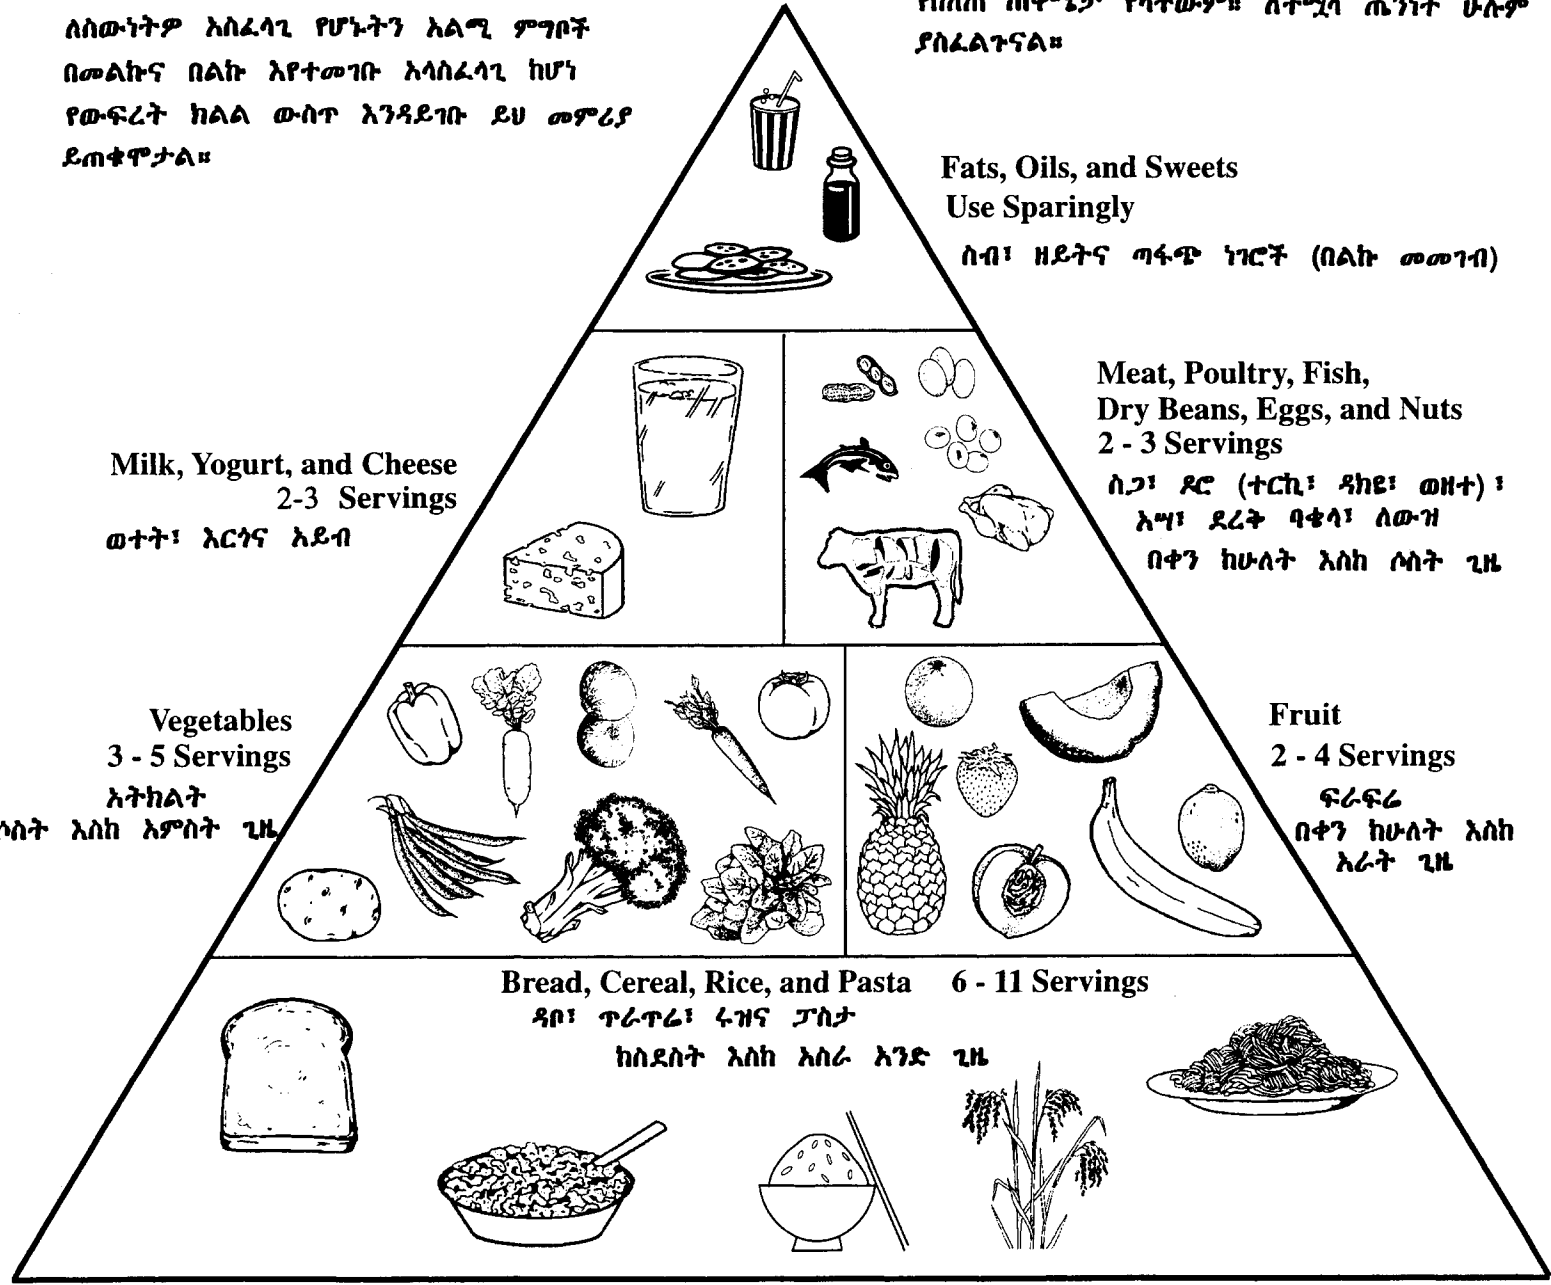 ለሰውነትዎ አስፈላጊ የሆኑትን አልሚ ምግቦች
በመልኩና በልኩ እየተመገቡ አላስፈላጊ ከሆነ
የውፍረት ክልል ውስጥ እንዳይገቡ ይህ መምሪያ
ይጠቁሞታል።
ጤንነት ሁሉም
ያስፈልጉናል።
Fats, Oils, and Sweets
Use Sparingly
ስብ፣ ዘይትና ጣፋጭ ነገሮች (በልኩ መመገብ)
Milk, Yogurt, and Cheese
2-3 Servings
ወተት፣ እርጎና አይብ
Meat, Poultry, Fish,
Dry Beans, Eggs, and Nuts
2 - 3 Servings
ስጋ፣ ዶሮ (ተርኪ፣ ዳክዬ፣ ወዘተ)፣
አሣ፣ ደረቅ ባቄላ፣ ለውዝ
በቀን ከሁለት እስከ ሶስት ጊዜ
Vegetables
3 - 5 Servings
አትክልት
ሶስት እስከ አምስት ጊዜ
Fruit
2 - 4 Servings
ፍራፍሬ
በቀን ከሁለት እስከ
አራት ጊዜ
Bread, Cereal, Rice, and Pasta 6 - 11 Servings
ዳቦ፣ ጥራጥሬ፣ ሩዝና ፓስታ
ከስደስት እስከ አስራ አንድ ጊዜ